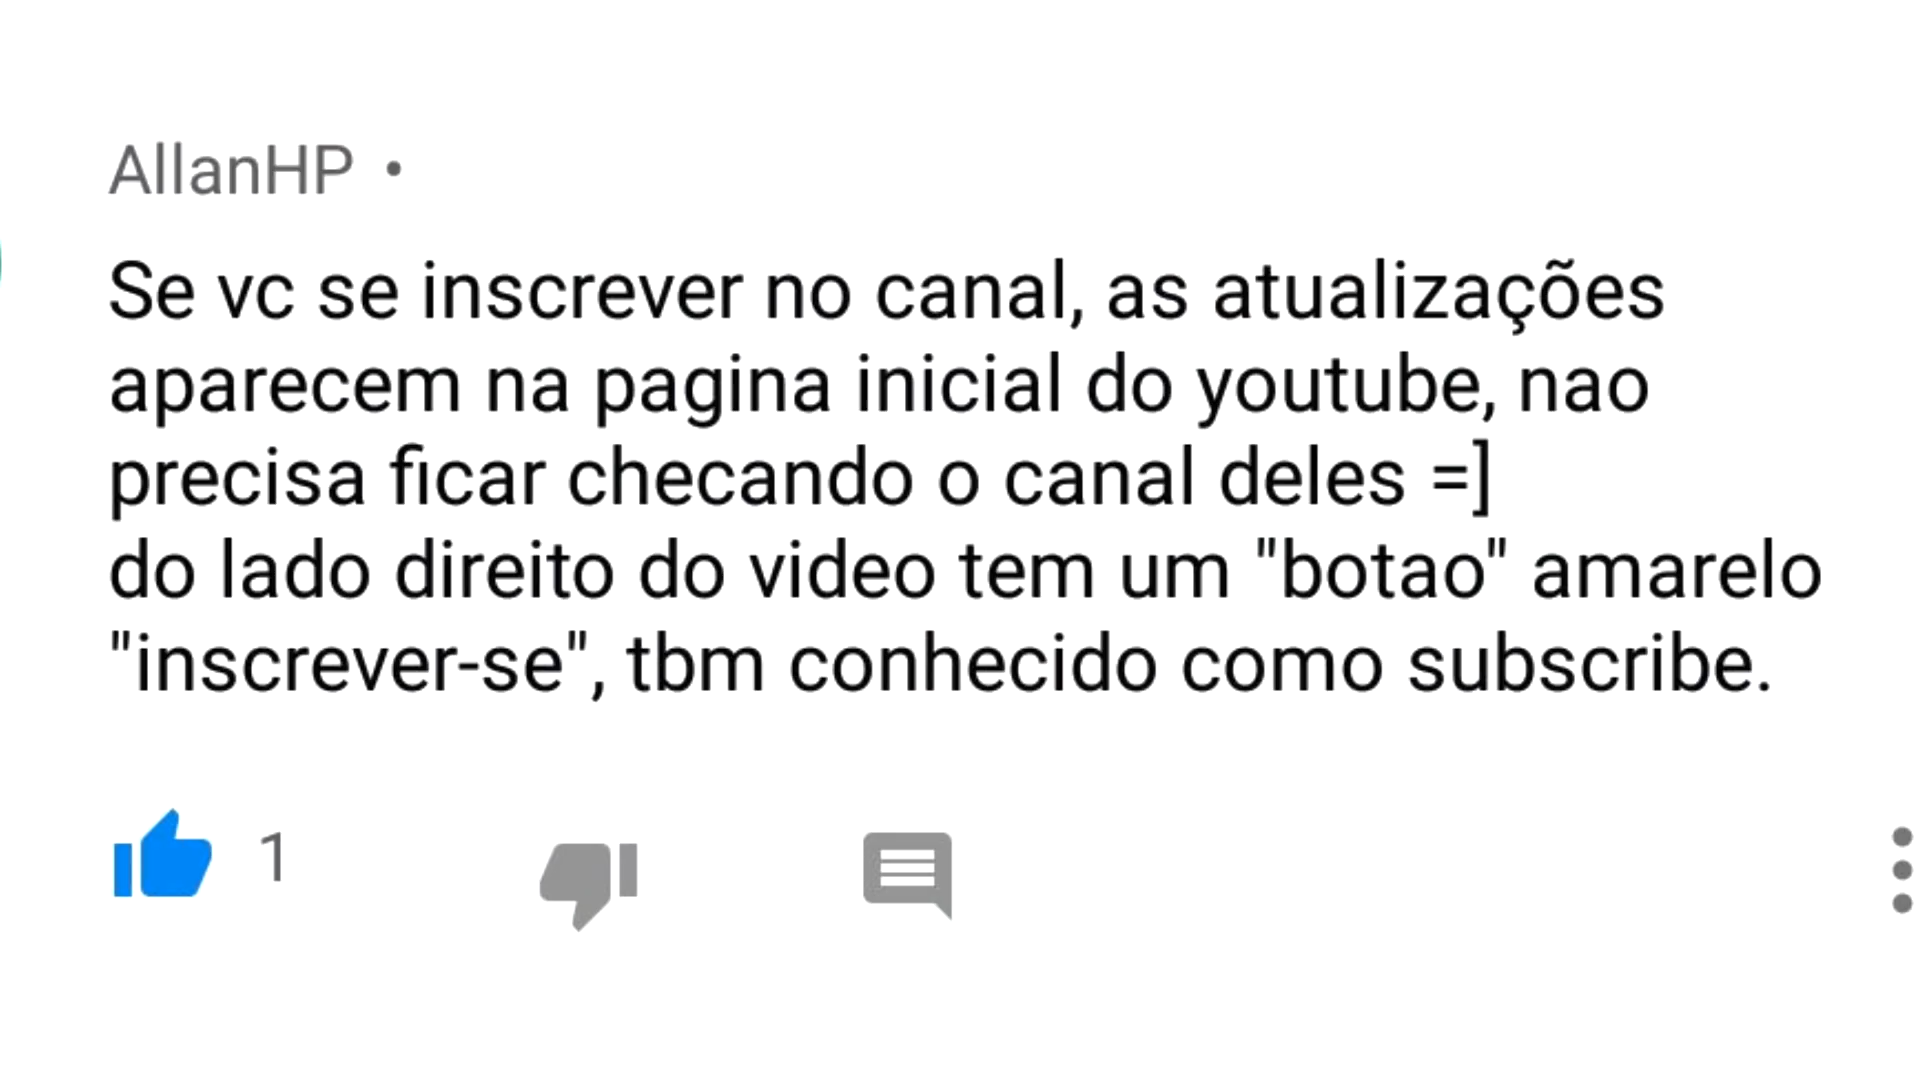 AllanHP •
Se vc se inscrever no canal, as atualizações
aparecem na pagina inicial do youtube, nao
precisa ficar checando o canal deles =]
do lado direito do video tem um "botao" amarelo
"inscrever-se", tbm conhecido como subscribe.
1